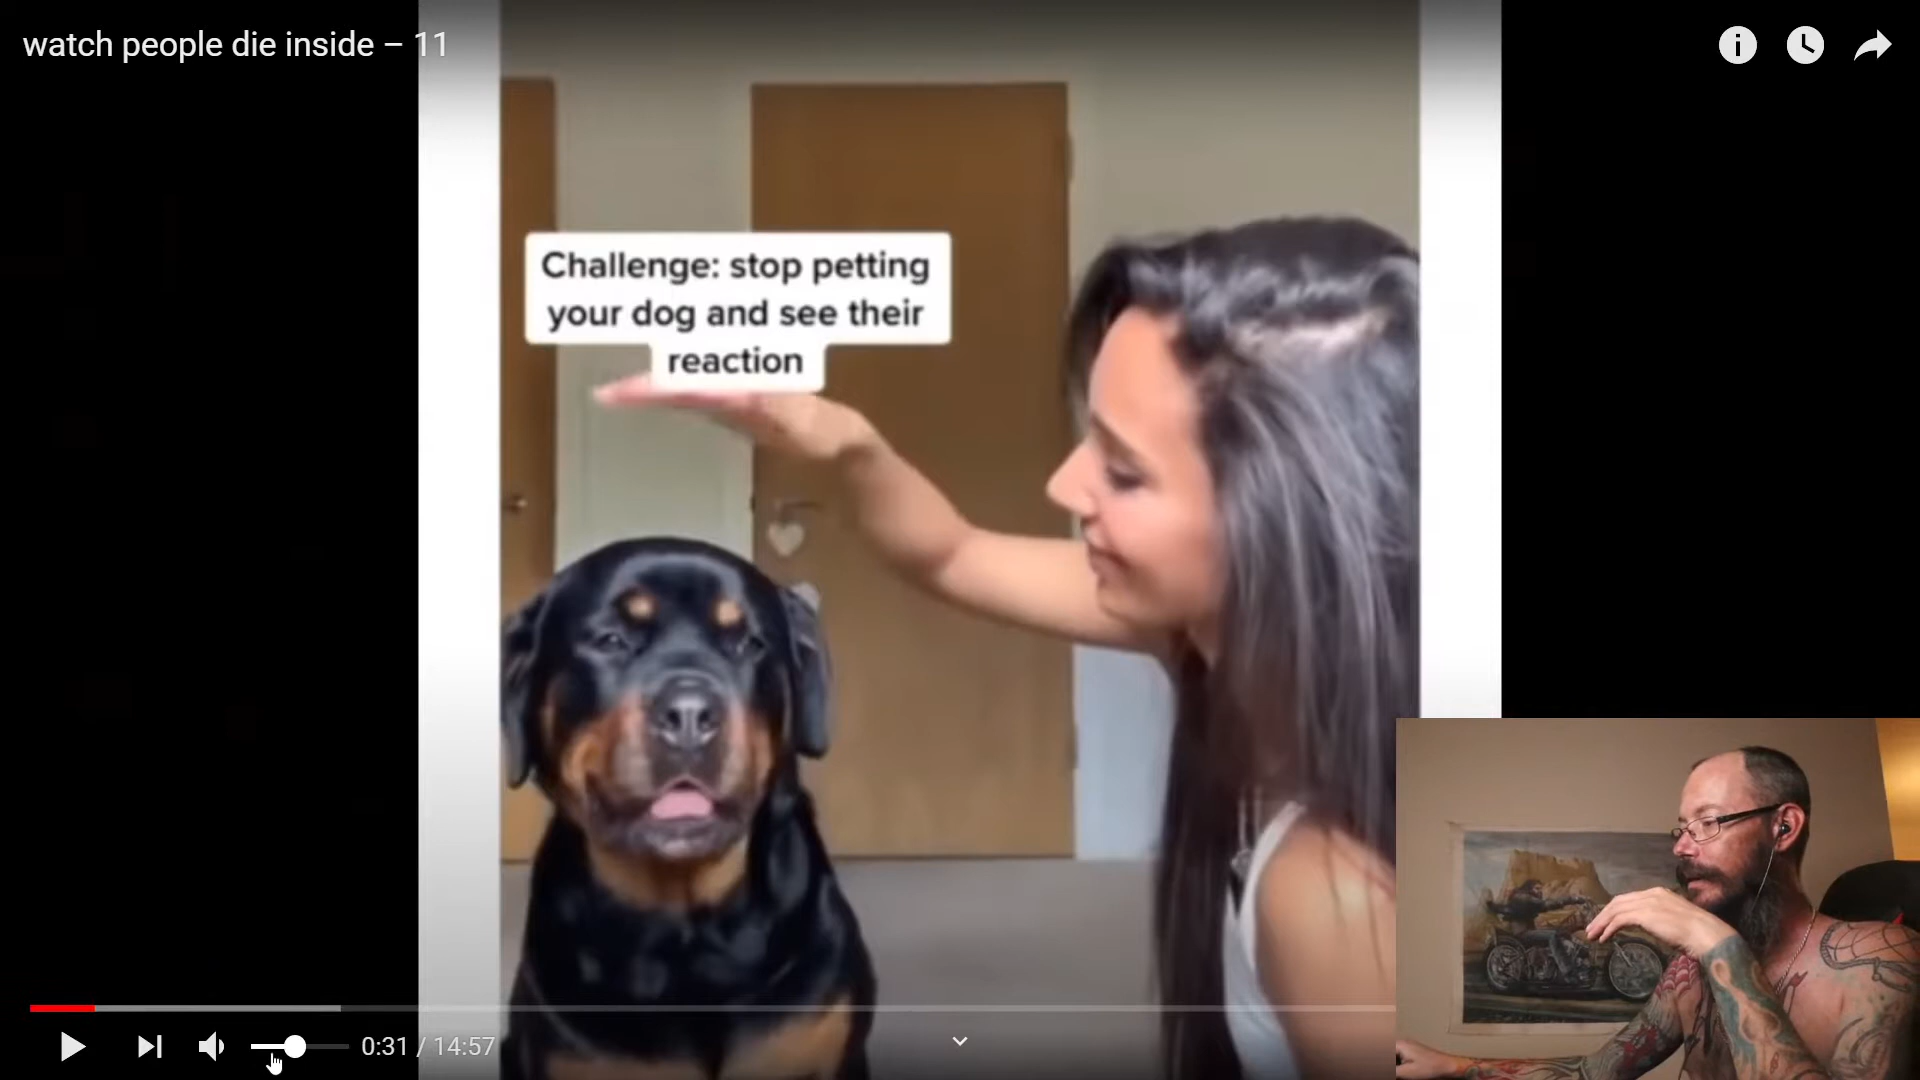 watch people die inside – 11
Challenge: stop petting
your dog and see their
reaction
0:31 / 14:57